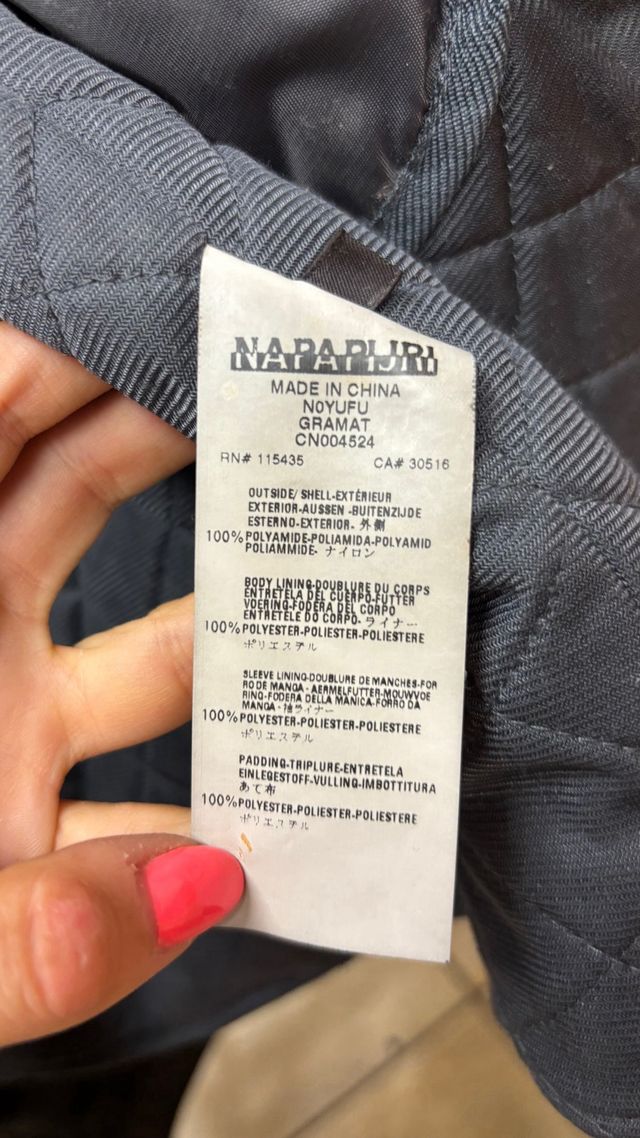 NAPAPIJRI
MADE IN CHINA
N0YUFU
GRAMAT
CN004524
RN# 115435 CA# 30516
OUTSIDE/ SHELL-EXTÉRIEUR
EXTERIOR-AUSSEN-BUITENZIJDE
ESTERNO-EXTERIOR- 外側
100% POLYAMIDE-POLIAMIDA-POLYAMID
POLIAMMIDE- ナイロン
BODY LINING-DOUBLURE DU CORPS
ENTRETELA DEL CUERPO-FUTTER
VOERING-FODERA DEL CORPO
ENTRETELE DO CORPO- ライナー
100% POLYESTER-POLIESTER-POLIESTERE
ポリエステル
SLEEVE LINING-DOUBLURE DE MANCHES-FOR
RO DE MANGA - AERMELFUTTER-MOUWVOE
RING-FODERA DELLA MANICA-FORRO DA
MANGA - 袖ライナー
100% POLYESTER-POLIESTER-POLIESTERE
ポリエステル
PADDING-TRIPLURE-ENTRETELA
EINLEGESTOFF-VULLING-IMBOTTITURA
あて布
100% POLYESTER-POLIESTER-POLIESTERE
ポリエステル